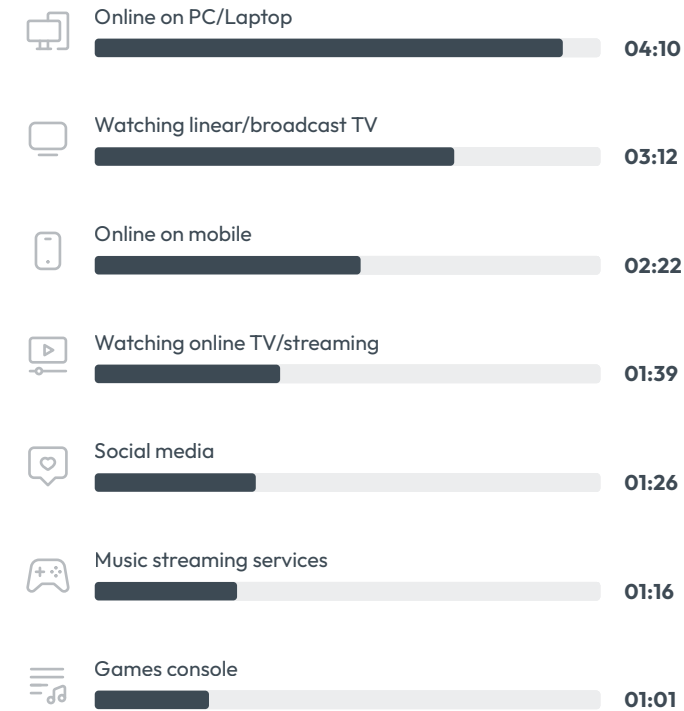 Online on PC/Laptop
04:10
Watching linear/broadcast TV
03:12
Online on mobile
02:22
Watching online TV/streaming
01:39
Social media
01:26
Music streaming services
01:16
Games console
01:01